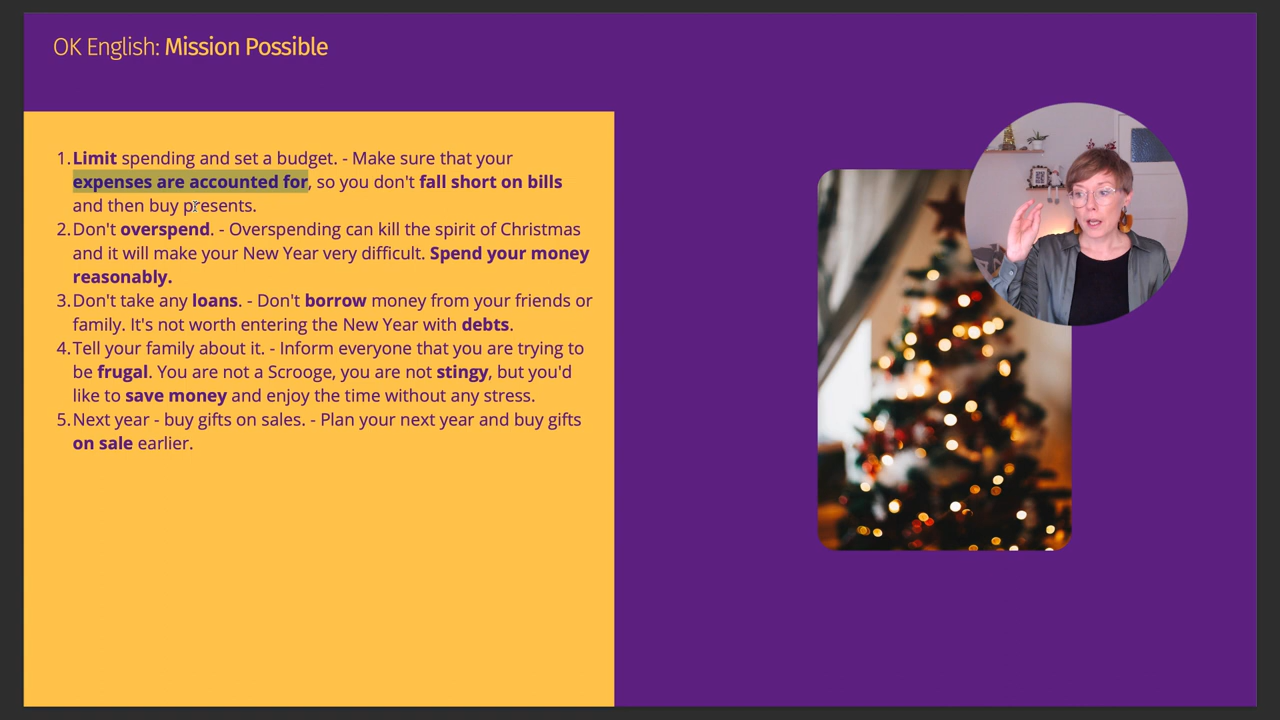 OK English: Mission Possible
1. Limit spending and set a budget. - Make sure that your
expenses are accounted for, so you don't fall short on bills
and then buy presents.
2. Don't overspend. - Overspending can kill the spirit of Christmas
and it will make your New Year very difficult. Spend your money
reasonably.
3. Don't take any loans. - Don't borrow money from your friends or
family. It's not worth entering the New Year with debts.
4. Tell your family about it. - Inform everyone that you are trying to
be frugal. You are not a Scrooge, you are not stingy, but you'd
like to save money and enjoy the time without any stress.
5. Next year - buy gifts on sales. - Plan your next year and buy gifts
on sale earlier.